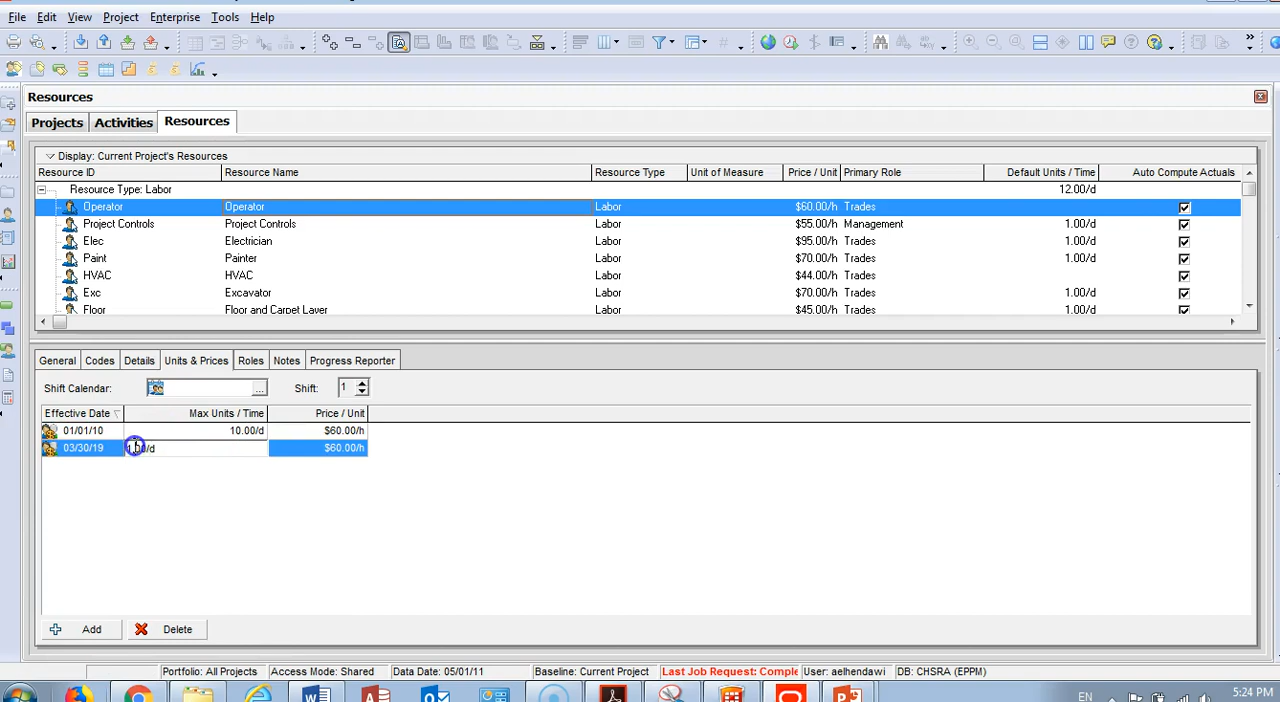 File Edit View Project Enterprise Tools Help
Resources
Projects Activities Resources
Display: Current Project's Resources
Resource ID Resource Name Resource Type Unit of Measure Price / Unit Primary Role Default Units / Time Auto Compute Actuals
Resource Type: Labor 12.00/d
Operator Operator Labor $60.00/h Trades
Project Controls Project Controls Labor $55.00/h Management 1.00/d
Elec Electrician Labor $95.00/h Trades 1.00/d
Paint Painter Labor $70.00/h Trades 1.00/d
HVAC HVAC Labor $44.00/h Trades
Exc Excavator Labor $70.00/h Trades 1.00/d
Floor Floor and Carpet Layer Labor $45.00/h Trades 1.00/d
General Codes Details Units & Prices Roles Notes Progress Reporter
Shift Calendar: ... Shift: 1
Effective Date Max Units / Time Price / Unit
01/01/10 10.00/d $60.00/h
03/30/19 1.00/d $60.00/h
Add Delete
Portfolio: All Projects Access Mode: Shared Data Date: 05/01/11 Baseline: Current Project Last Job Request: Comple User: aelhendawi DB: CHSRA (EPPM)
EN 5:24 PM